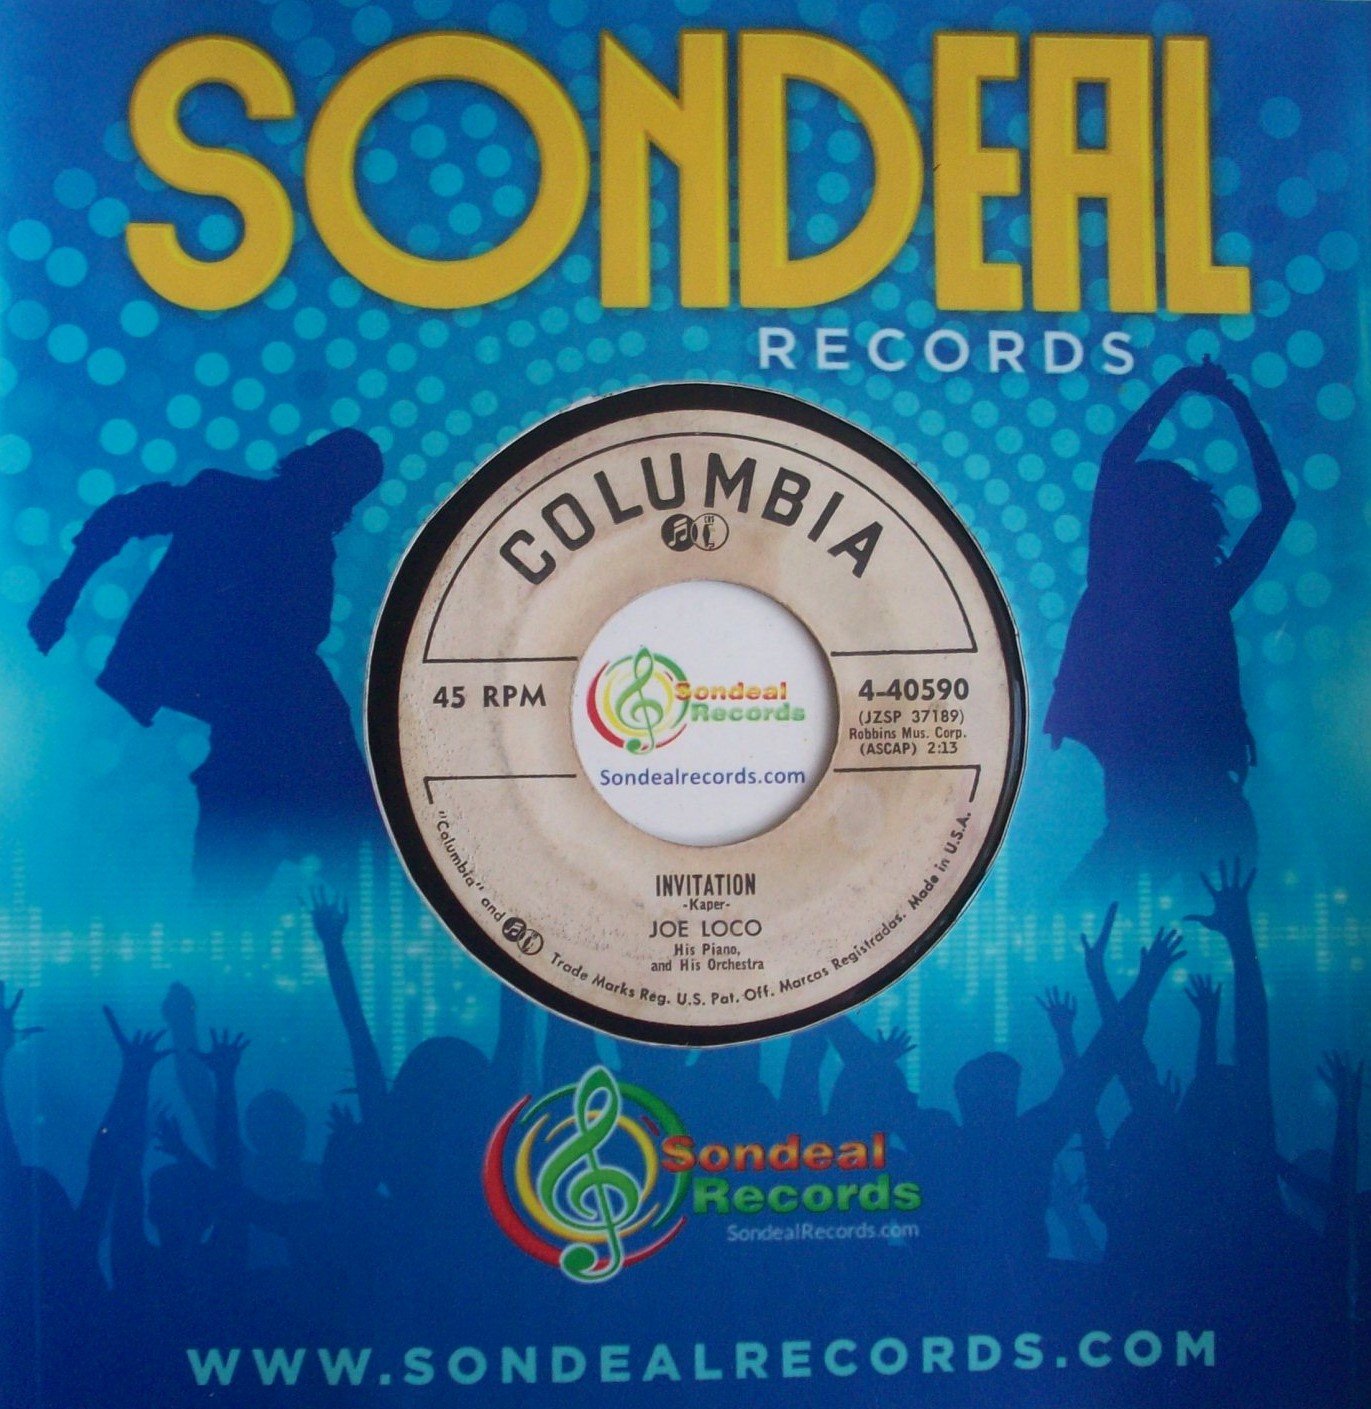 SONDEAL
RECORDS
COLUMBIA
CBS
45 RPM
4-40590
(JZSP 37189)
Robbins Mus. Corp.
(ASCAP) 2:13
Sondeal
Records
Sondealrecords.com
INVITATION
-Kaper-
JOE LOCO
His Piano,
and His Orchestra
"Columbia" and Trade Marks Reg. U.S. Pat. Off. Marcas Registradas. Made in U.S.A.
Sondeal
Records
SondealRecords.com
WWW.SONDEALRECORDS.COM